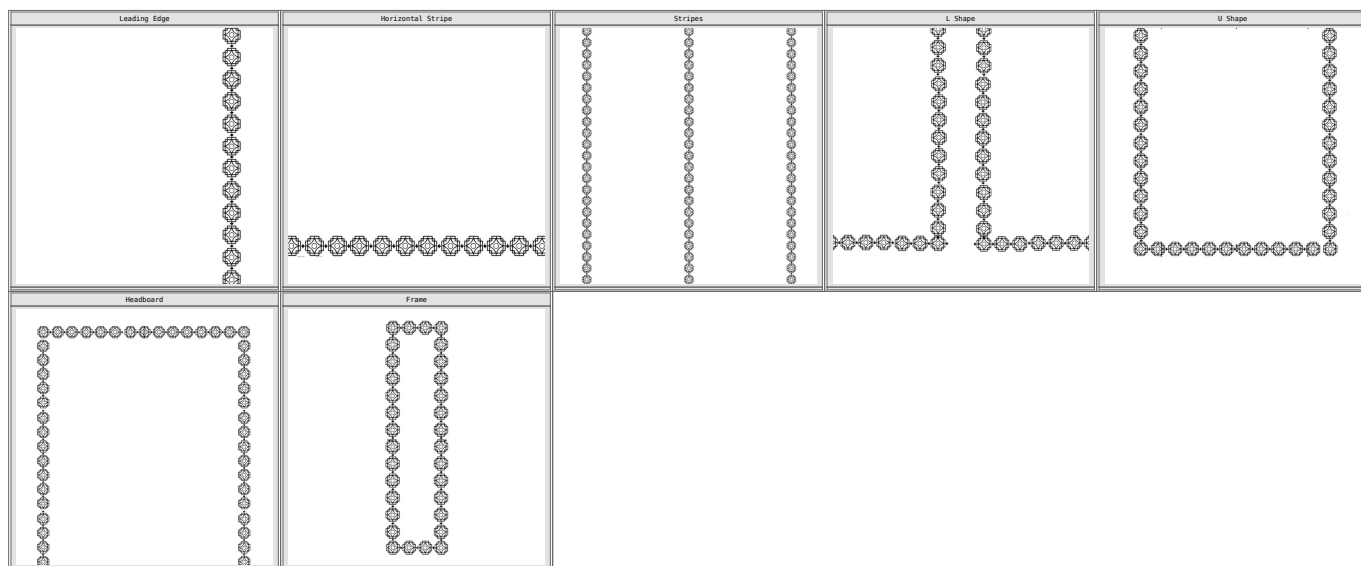 Leading Edge
Horizontal Stripe
Stripes
L Shape
U Shape
Headboard
Frame